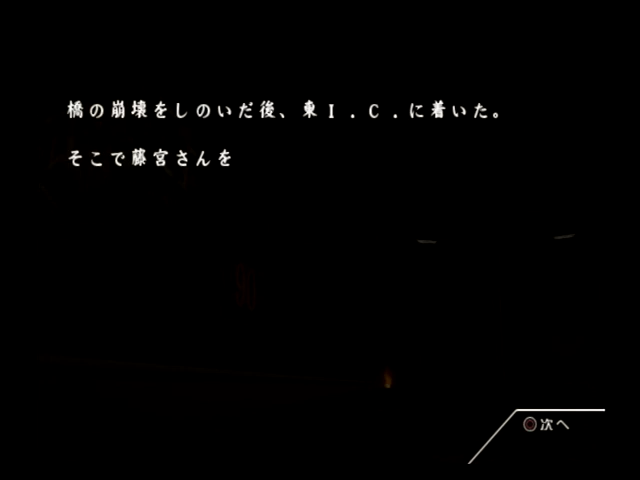 橋の崩壊をしのいだ後、東Ｉ．Ｃ．に着いた。
そこで藤宮さんを
次へ